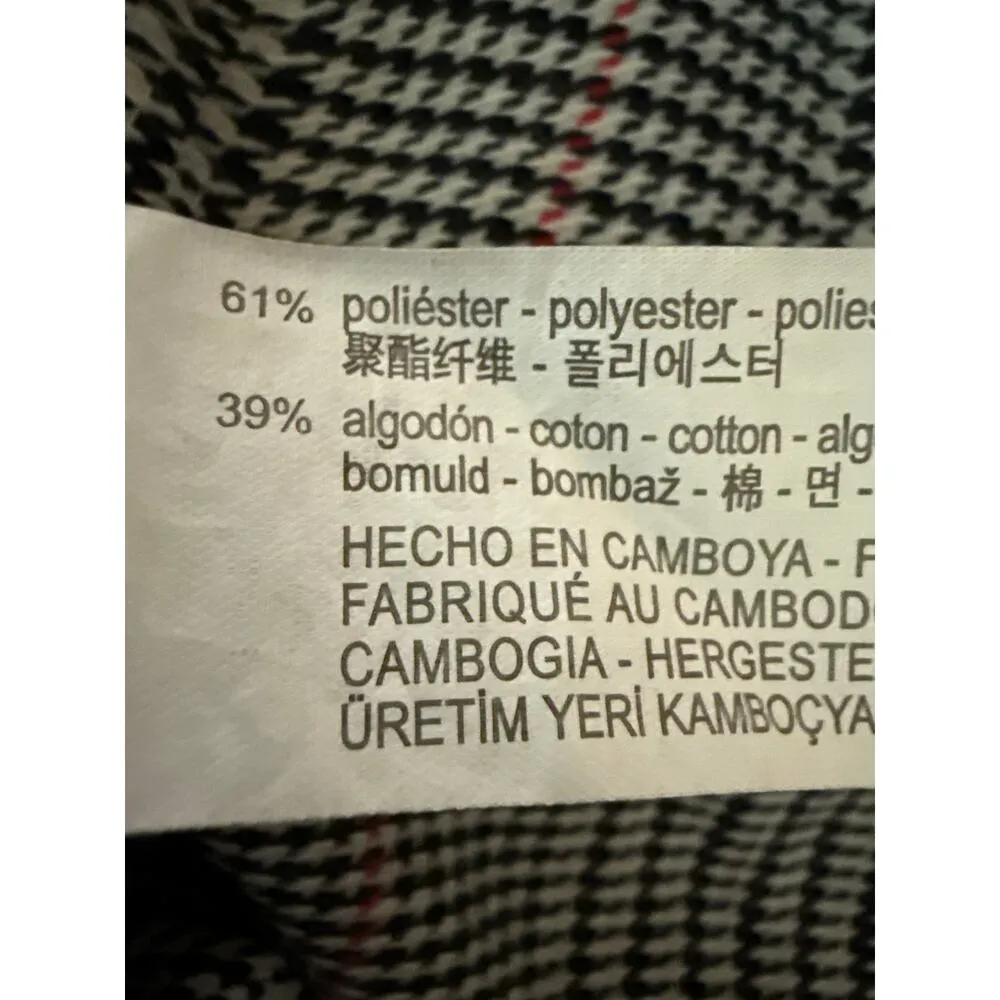 61% poliéster - polyester - polies
聚酯纤维 - 폴리에스터
39% algodón - coton - cotton - alg
bomuld - bombaž - 棉 - 면 -
HECHO EN CAMBOYA - F
FABRIQUÉ AU CAMBOD
CAMBOGIA - HERGESTE
ÜRETİM YERİ KAMBOÇYA